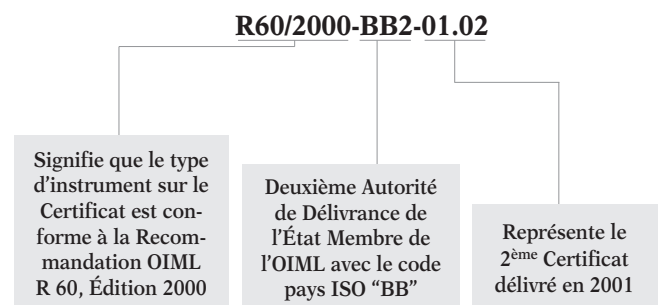 R60/2000-BB2-01.02
Signifie que le type
d’instrument sur le
Certificat est con-
forme à la Recom-
mandation OIML
R 60, Édition 2000
Deuxième Autorité
de Délivrance de
l’État Membre de
l’OIML avec le code
pays ISO “BB”
Représente le
2ème Certificat
délivré en 2001